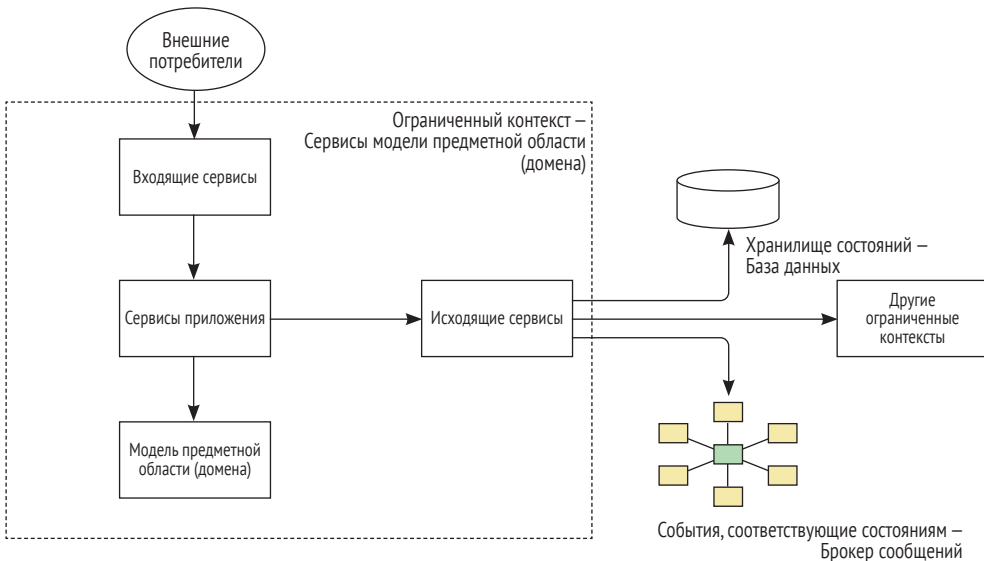 Внешние
потребители
Ограниченный контекст –
Сервисы модели предметной области
(домена)
Входящие сервисы
Хранилище состояний –
База данных
Сервисы приложения
Исходящие сервисы
Другие
ограниченные
контексты
Модель предметной
области (домена)
События, соответствующие состояниям –
Брокер сообщений